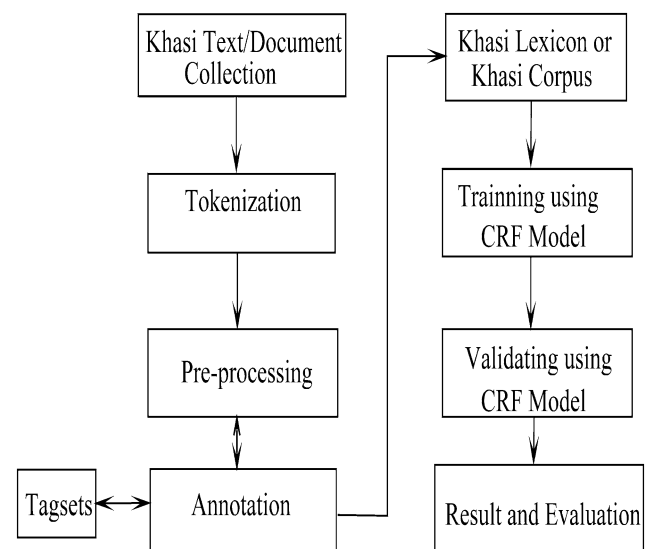 Khasi Text/Document
Collection
Tokenization
Pre-processing
Tagsets
Annotation
Khasi Lexicon or
Khasi Corpus
Trainning using
CRF Model
Validating using
CRF Model
Result and Evaluation